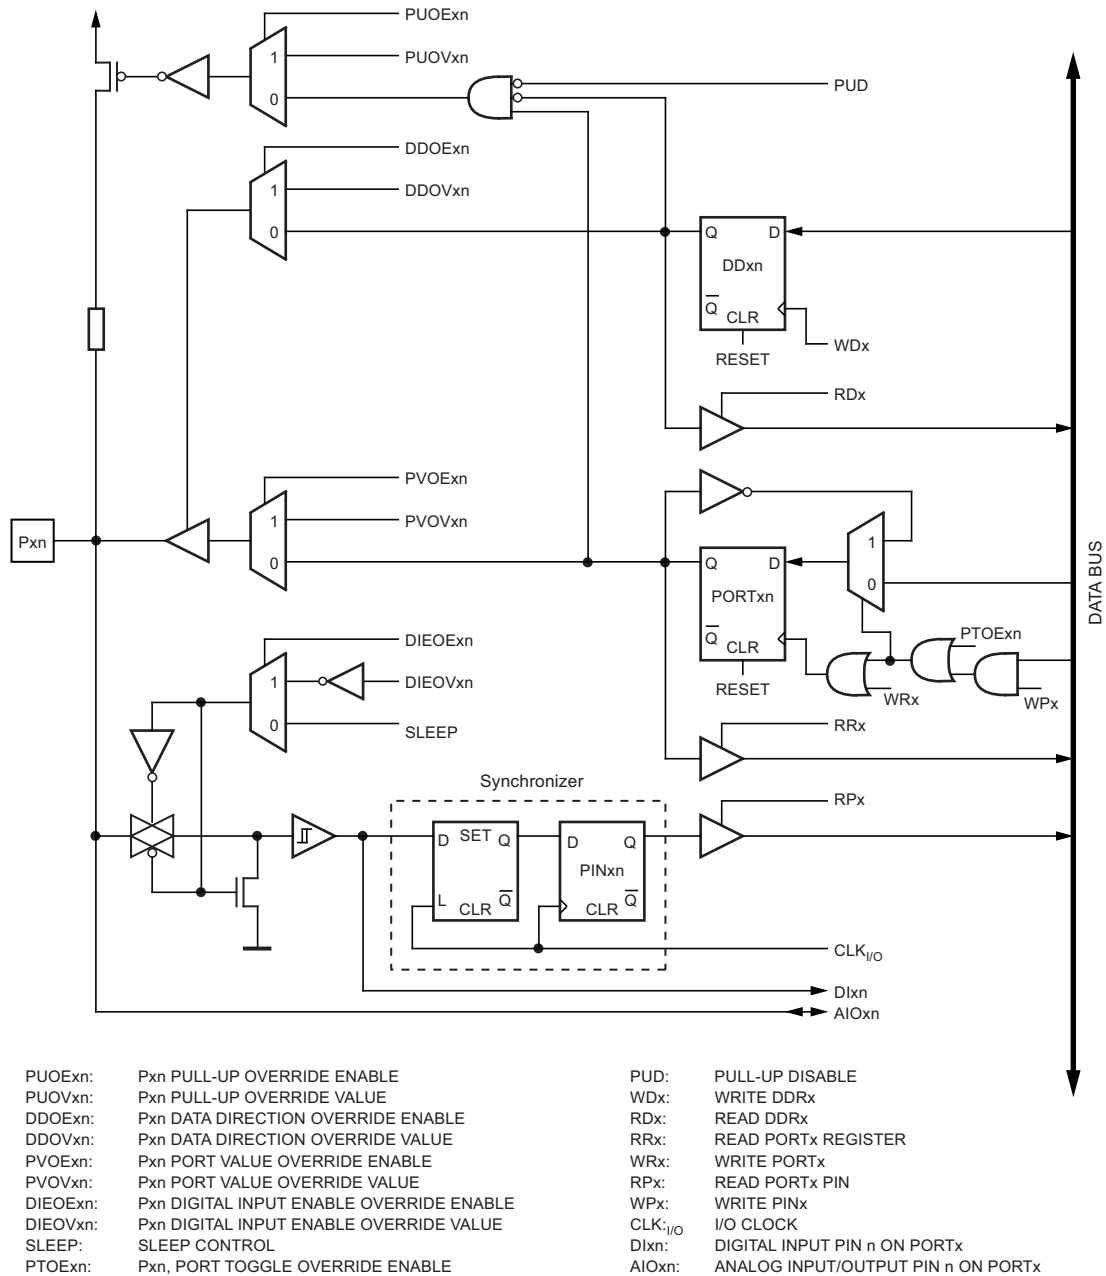 PUOExn
1
PUOVxn
0
PUD
DDOExn
1
DDOVxn
0
Q D
DDxn
Q
CLR
WDx
RESET
RDx
PVOExn
1
PVOVxn
Pxn
0
1
Q D
0
PORTxn
DATA BUS
PTOExn
Q
CLR
DIEOExn
1
DIEOVxn
RESET
WRx
WPx
0
SLEEP
RRx
Synchronizer
RPx
D SET Q
D Q
PINxn
L
CLR
Q
CLR
Q
CLKI/O
DIxn
AIOxn
PUOExn: Pxn PULL-UP OVERRIDE ENABLE
PUOVxn: Pxn PULL-UP OVERRIDE VALUE
DDOExn: Pxn DATA DIRECTION OVERRIDE ENABLE
DDOVxn: Pxn DATA DIRECTION OVERRIDE VALUE
PVOExn: Pxn PORT VALUE OVERRIDE ENABLE
PVOVxn: Pxn PORT VALUE OVERRIDE VALUE
DIEOExn: Pxn DIGITAL INPUT ENABLE OVERRIDE ENABLE
DIEOVxn: Pxn DIGITAL INPUT ENABLE OVERRIDE VALUE
SLEEP: SLEEP CONTROL
PTOExn: Pxn, PORT TOGGLE OVERRIDE ENABLE
PUD: PULL-UP DISABLE
WDx: WRITE DDRx
RDx: READ DDRx
RRx: READ PORTx REGISTER
WRx: WRITE PORTx
RPx: READ PORTx PIN
WPx: WRITE PINx
CLK:I/O I/O CLOCK
DIxn: DIGITAL INPUT PIN n ON PORTx
AIOxn: ANALOG INPUT/OUTPUT PIN n ON PORTx